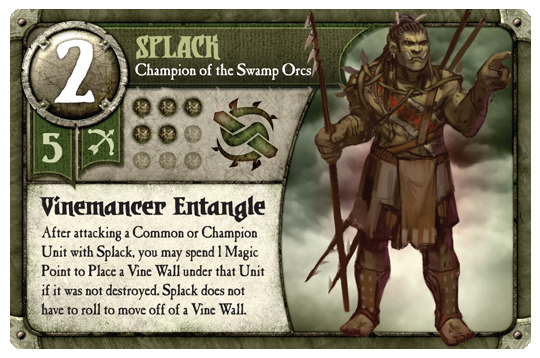 2
SPLACK
Champion of the Swamp Orcs
5
Vinemancer Entangle
After attacking a Common or Champion
Unit with Splack, you may spend 1 Magic
Point to Place a Vine Wall under that Unit
if it was not destroyed. Splack does not
have to roll to move off of a Vine Wall.